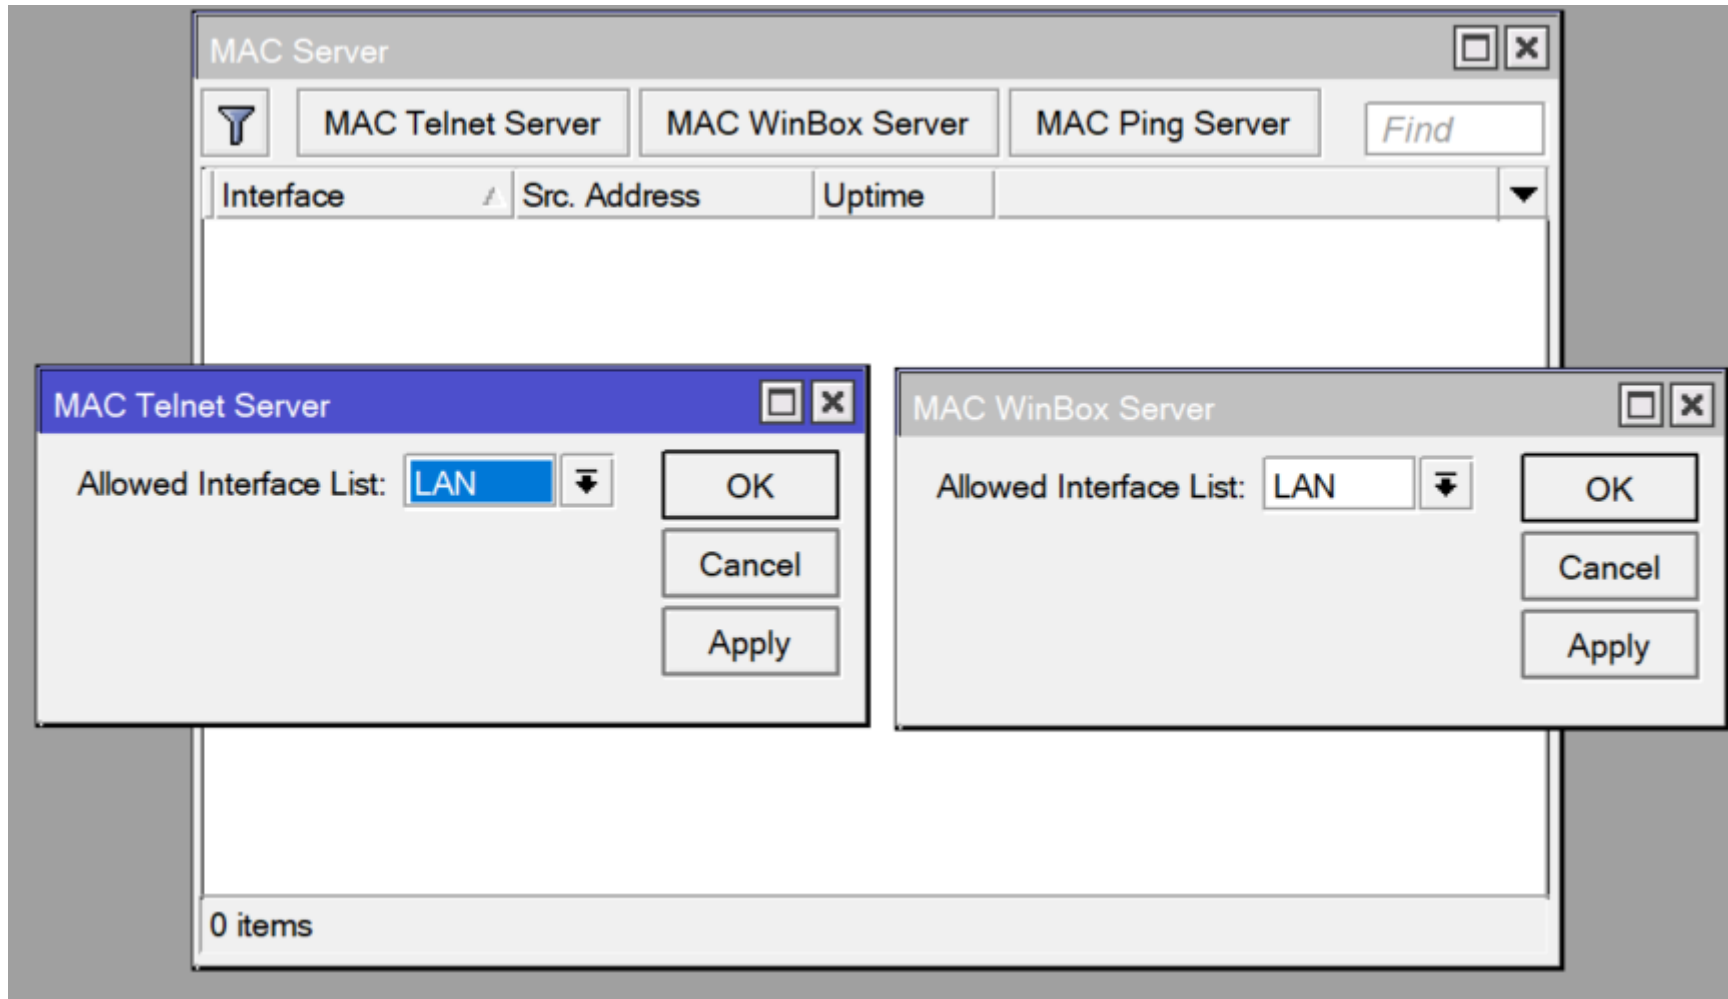 MAC Server
MAC Telnet Server MAC WinBox Server MAC Ping Server Find
Interface Src. Address Uptime
MAC Telnet Server
Allowed Interface List: LAN OK
Cancel
Apply
MAC WinBox Server
Allowed Interface List: LAN OK
Cancel
Apply
0 items